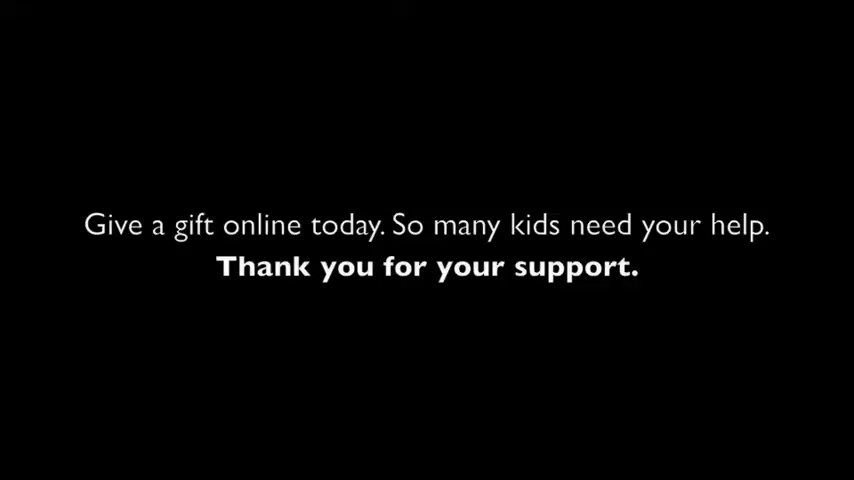 Give a gift online today. So many kids need your help.
Thank you for your support.